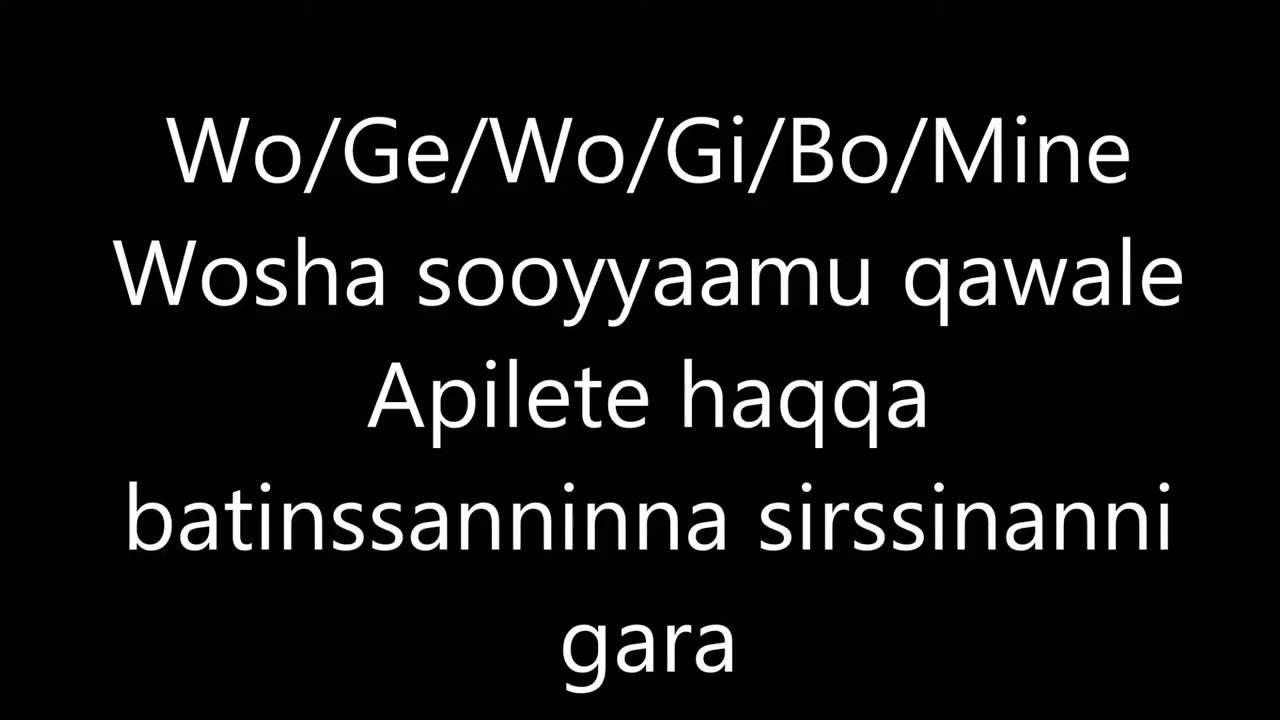 Wo/Ge/Wo/Gi/Bo/Mine
Wosha sooyyaamu qawale
Apilete haqqa
batinssanninna sirssinanni
gara